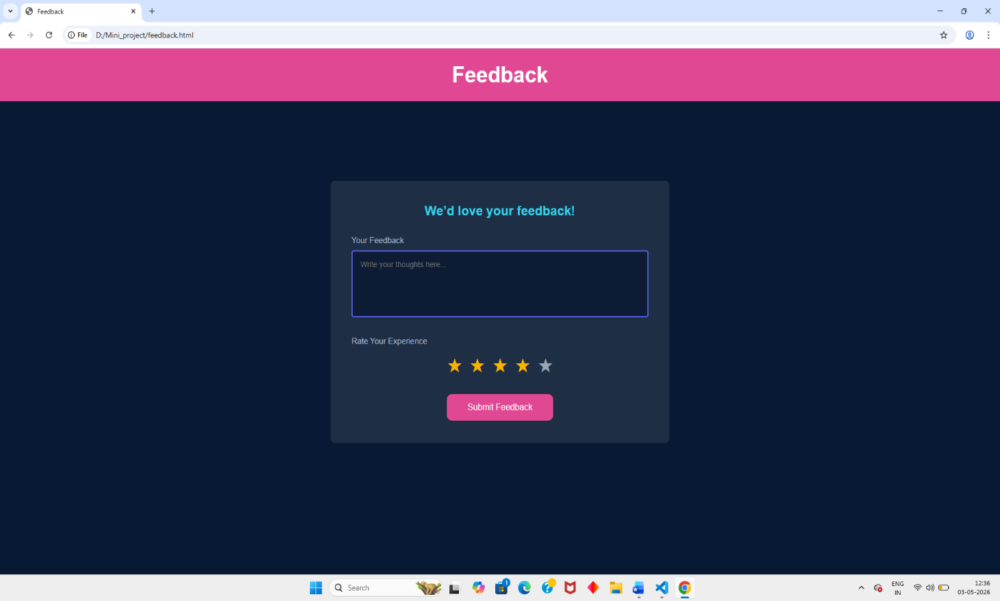 Feedback
File D:/Mini_project/feedback.html
Feedback
We’d love your feedback!
Your Feedback
Write your thoughts here...
Rate Your Experience
Submit Feedback
Search
1
ENG
IN
12:36
03-05-2026